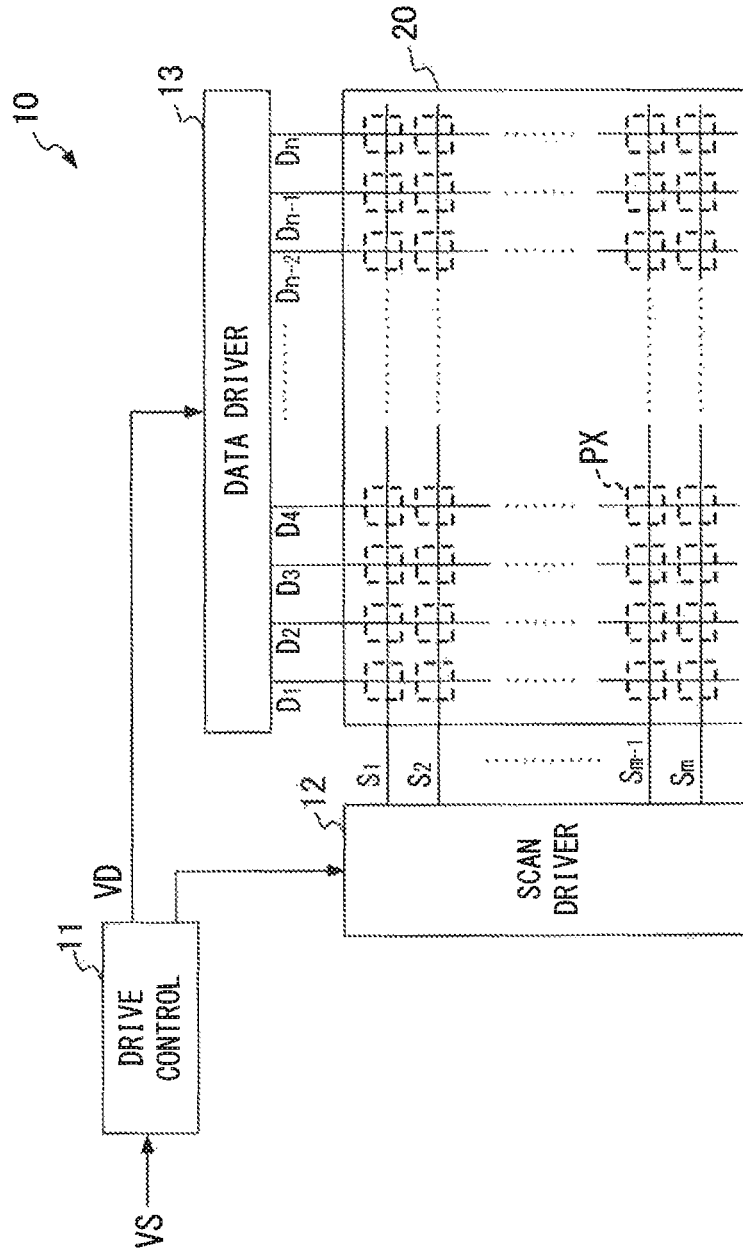 10
13
DATA DRIVER
VD
11
DRIVE
CONTROL
VS
D1
D2
D3
D4
Dn-2
Dn-1
Dn
20
12
SCAN
DRIVER
S1
S2
Sm-1
Sm
PX